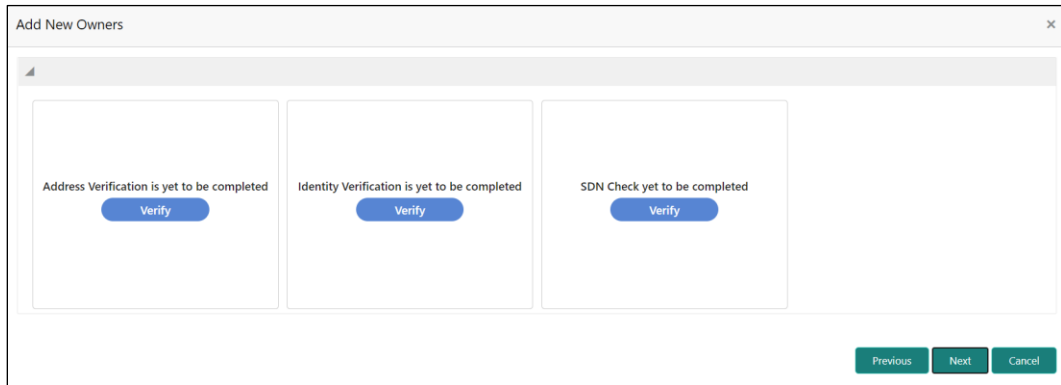 Add New Owners
×
Address Verification is yet to be completed
Verify
Identity Verification is yet to be completed
Verify
SDN Check yet to be completed
Verify
Previous
Next
Cancel